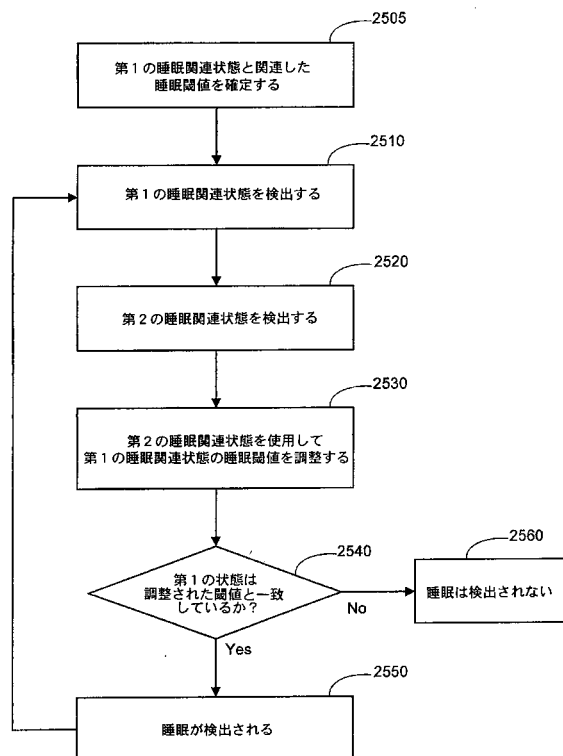 2505
第1の睡眠関連状態と関連した
睡眠閾値を確定する
2510
第1の睡眠関連状態を検出する
2520
第2の睡眠関連状態を検出する
2530
第2の睡眠関連状態を使用して
第1の睡眠関連状態の睡眠閾値を調整する
2540
第1の状態は
調整された閾値と一致
しているか？
No
2560
睡眠は検出されない
Yes
2550
睡眠が検出される